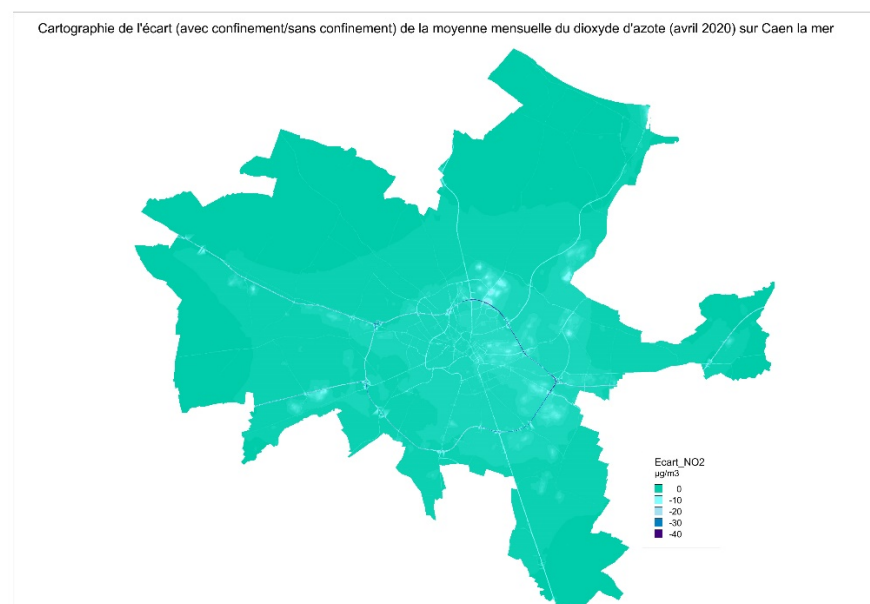 Cartographie de l'écart (avec confinement/sans confinement) de la moyenne mensuelle du dioxyde d'azote (avril 2020) sur Caen la mer
Ecart_NO2
µg/m3
0
-10
-20
-30
-40